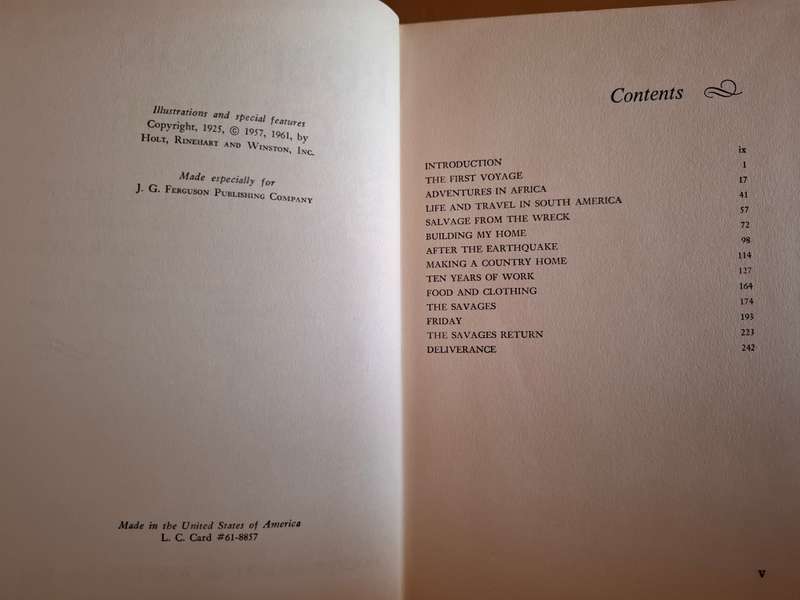 Illustrations and special features
Copyright, 1925, © 1957, 1961, by
Holt, Rinehart and Winston, Inc.
Made especially for
J. G. Ferguson Publishing Company
Made in the United States of America
L. C. Card #61-8857
Contents
INTRODUCTION ix
THE FIRST VOYAGE 1
ADVENTURES IN AFRICA 17
LIFE AND TRAVEL IN SOUTH AMERICA 41
SALVAGE FROM THE WRECK 57
BUILDING MY HOME 72
AFTER THE EARTHQUAKE 98
MAKING A COUNTRY HOME 114
TEN YEARS OF WORK 127
FOOD AND CLOTHING 164
THE SAVAGES 174
FRIDAY 193
THE SAVAGES RETURN 223
DELIVERANCE 242
v